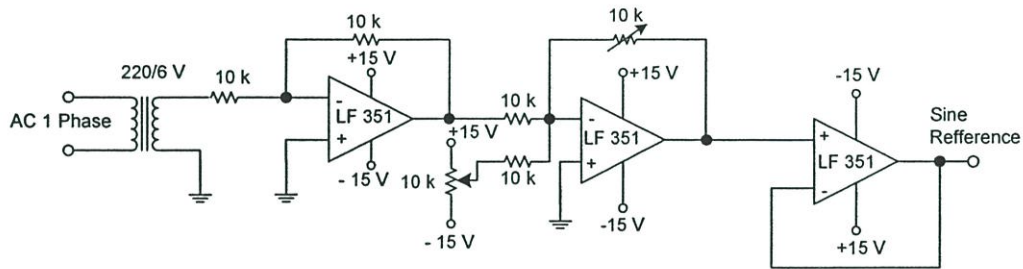 10 k
10 k
+15 V
220/6 V
10 k
+15 V
-15 V
AC 1 Phase
-
LF 351
+
10 k
-
LF 351
+
+
LF 351
-
Sine
Refference
+15 V
10 k
10 k
- 15 V
- 15 V
-15 V
+15 V